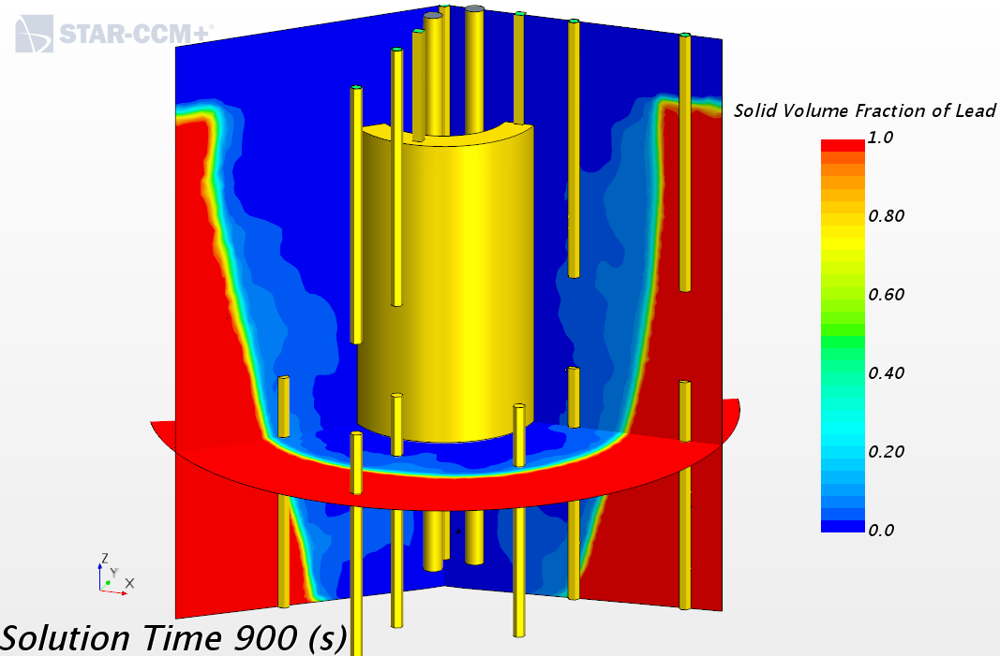 STAR-CCM+®
Solid Volume Fraction of Lead
1.0
0.80
0.60
0.40
0.20
0.0
Z
Y
X
Solution Time 900 (s)